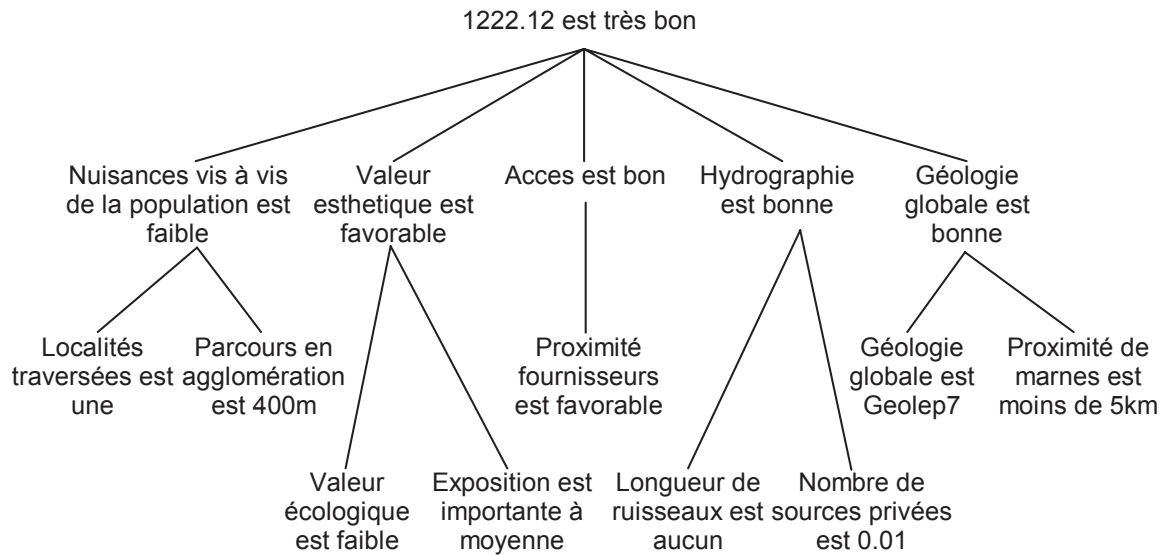 1222.12 est très bon
Nuisances vis à vis
de la population est
faible
Valeur
esthetique est
favorable
Acces est bon
Hydrographie
est bonne
Géologie
globale est
bonne
Localités
traversées est
une
Parcours en
agglomération
est 400m
Proximité
fournisseurs
est favorable
Géologie
globale est
Geolep7
Proximité de
marnes est
moins de 5km
Valeur
écologique
est faible
Exposition est
importante à
moyenne
Longueur de
ruisseaux est
aucun
Nombre de
sources privées
est 0.01